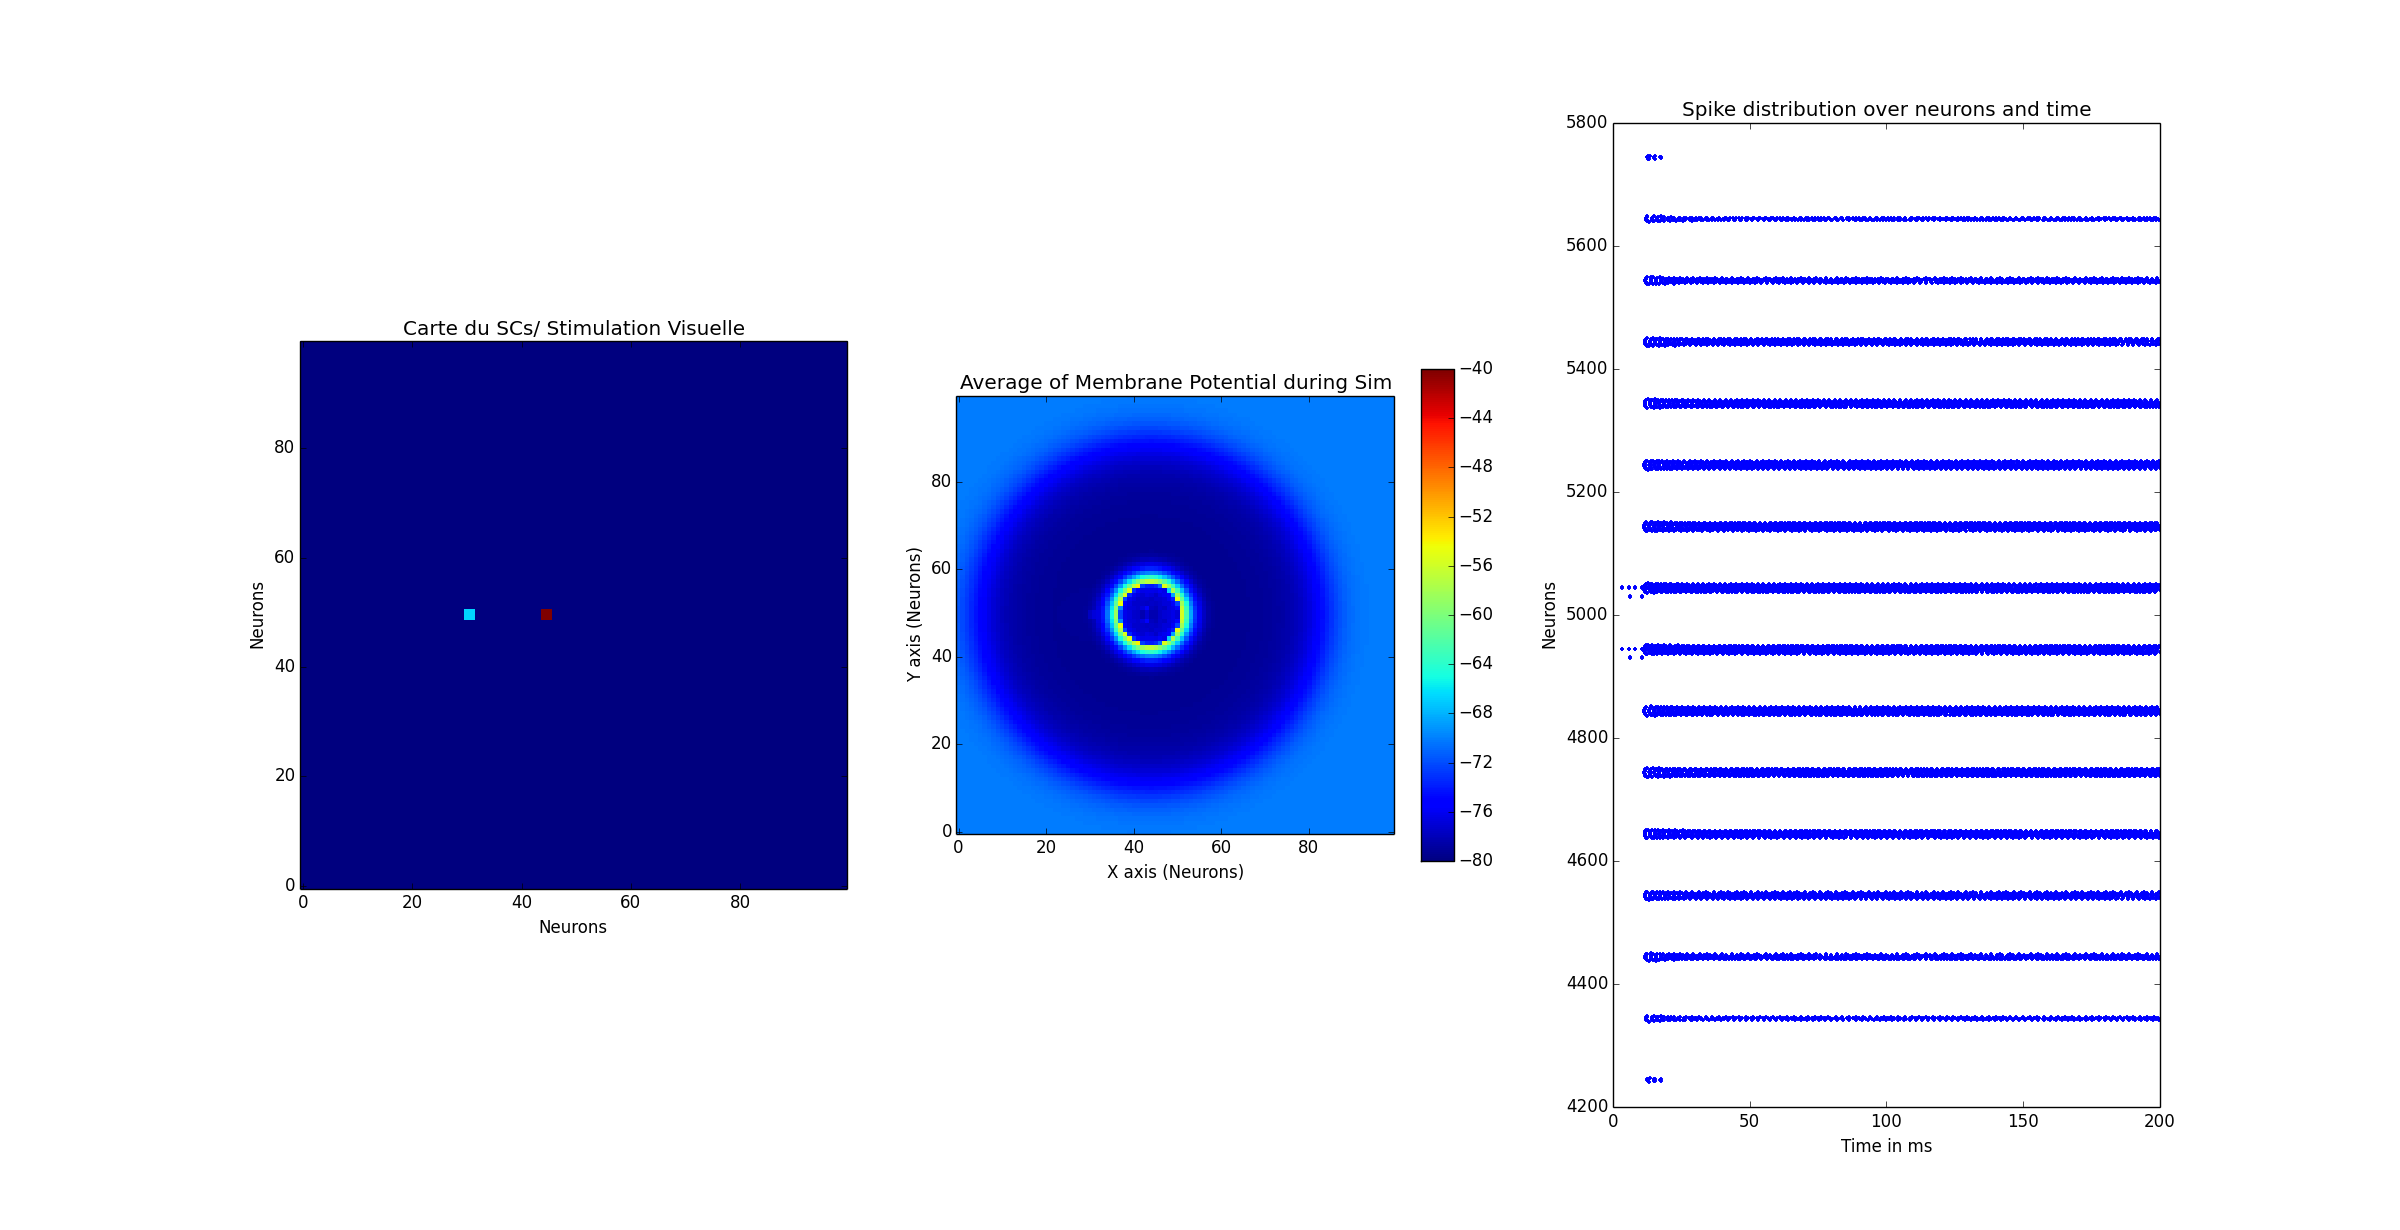 Carte du SCs/ Stimulation Visuelle
80
60
40
20
0
Neurons
0 20 40 60 80
Neurons
Average of Membrane Potential during Sim
80
60
40
20
0
Y axis (Neurons)
0 20 40 60 80
X axis (Neurons)
−40
−44
−48
−52
−56
−60
−64
−68
−72
−76
−80
Spike distribution over neurons and time
5800
5600
5400
5200
5000
4800
4600
4400
4200
Neurons
0 50 100 150 200
Time in ms